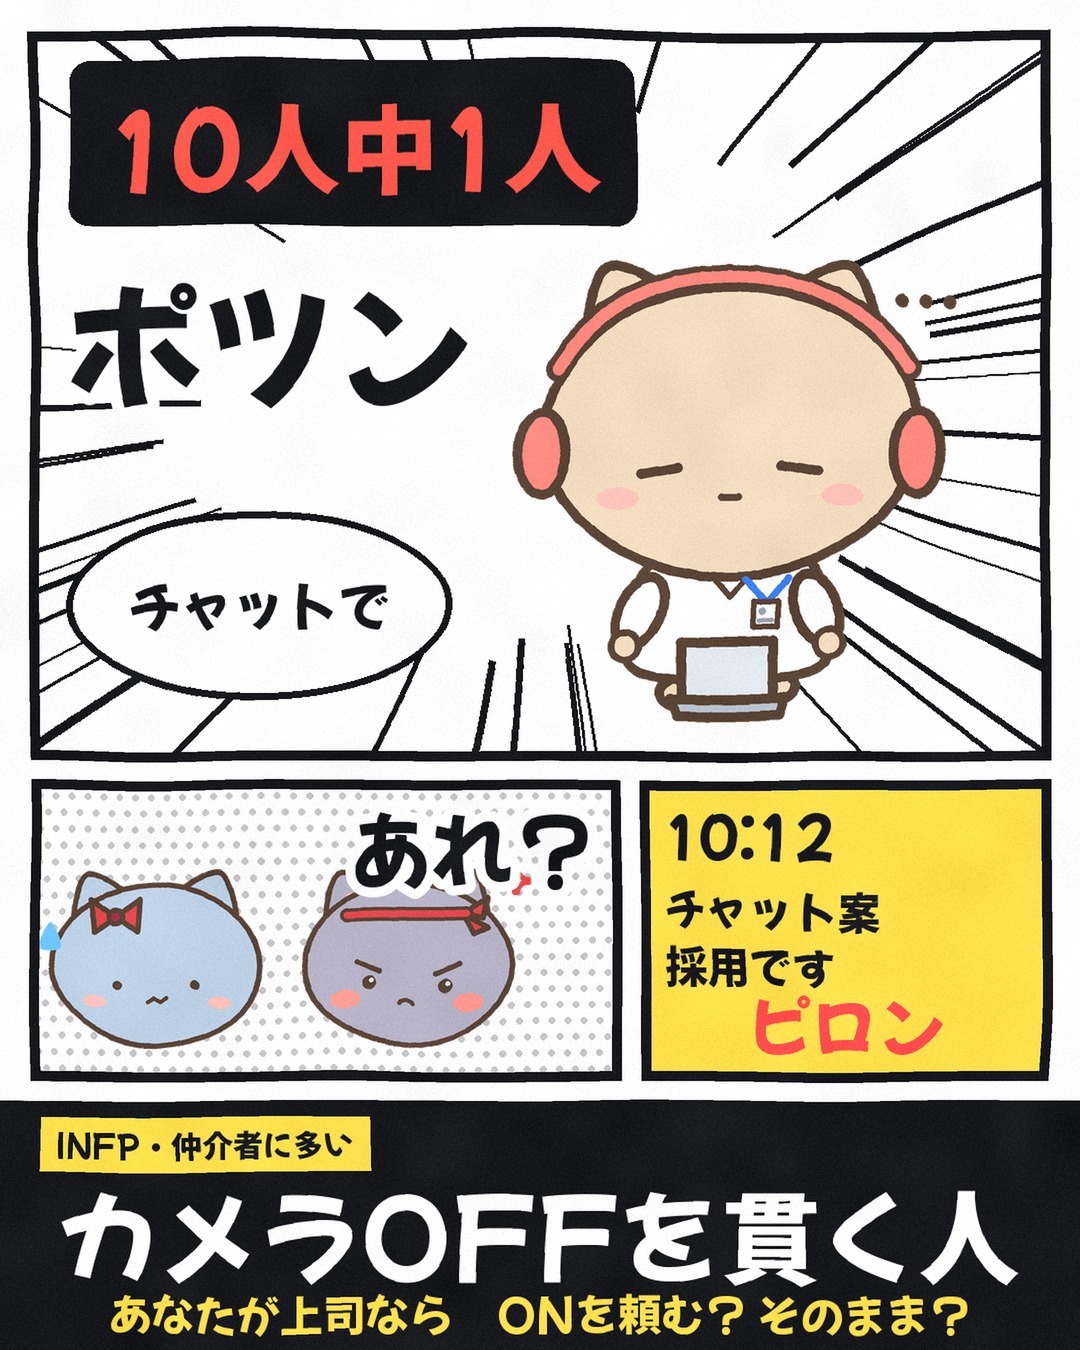 10人中1人
ポツン
チャットで
あれ？
10:12
チャット案
採用です
ピロン
INFP・仲介者に多い
カメラOFFを貫く人
あなたが上司なら　ONを頼む？そのまま？